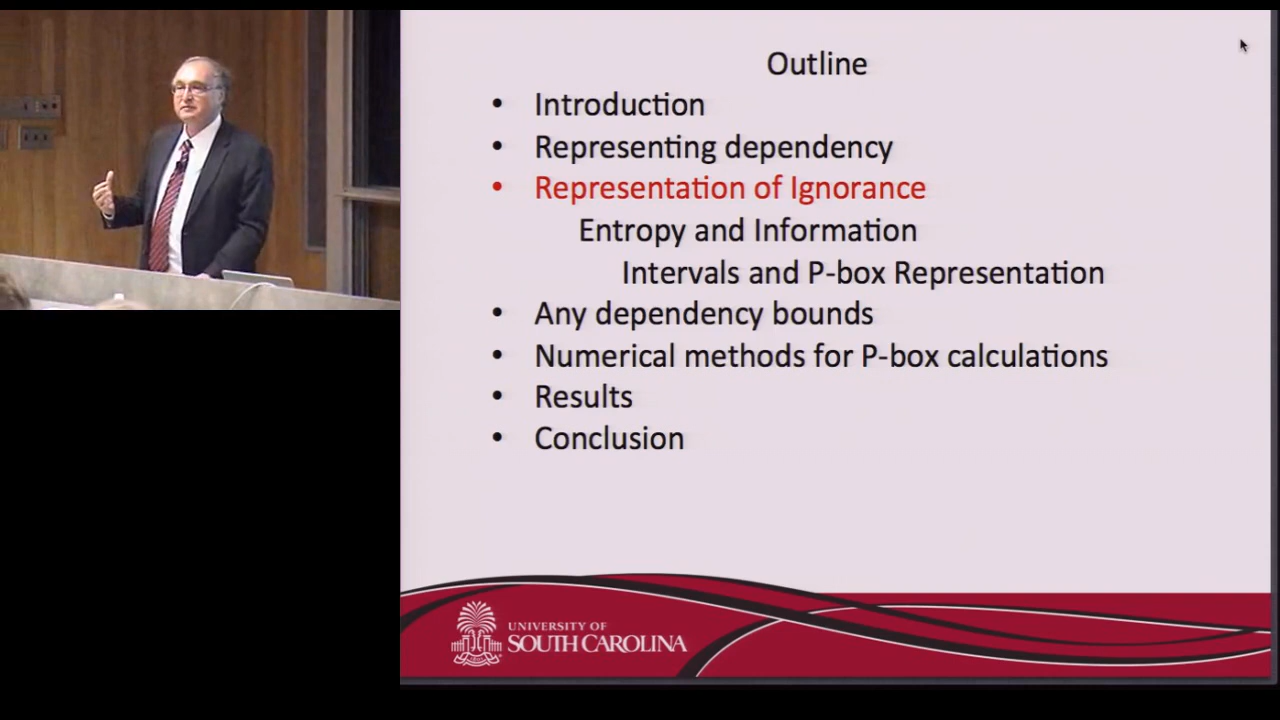 Outline
• Introduction
• Representing dependency
• Representation of Ignorance
Entropy and Information
Intervals and P-box Representation
• Any dependency bounds
• Numerical methods for P-box calculations
• Results
• Conclusion
UNIVERSITY OF
SOUTH CAROLINA